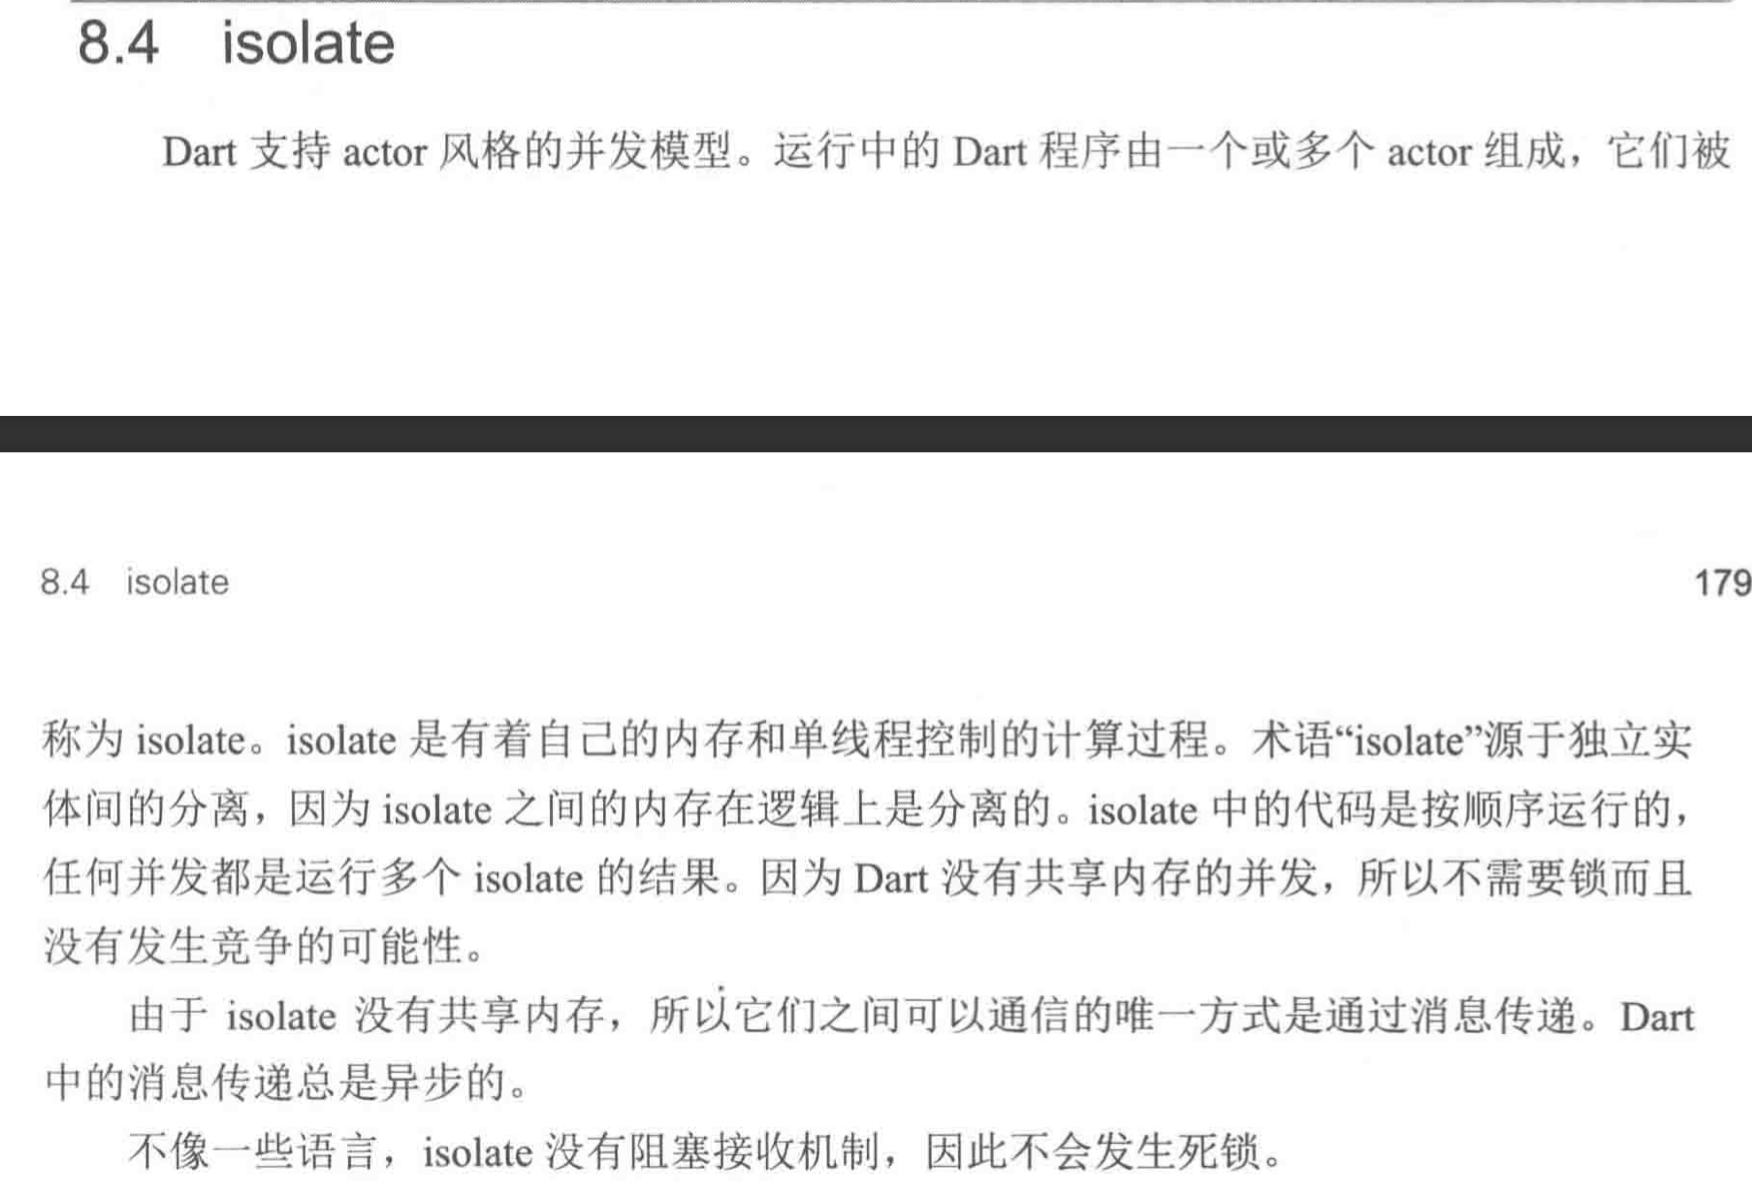 8.4 isolate
Dart 支持 actor 风格的并发模型。运行中的 Dart 程序由一个或多个 actor 组成，它们被
8.4 isolate 179
称为 isolate。isolate 是有着自己的内存和单线程控制的计算过程。术语“isolate”源于独立实
体间的分离，因为 isolate 之间的内存在逻辑上是分离的。isolate 中的代码是按顺序运行的，
任何并发都是运行多个 isolate 的结果。因为 Dart 没有共享内存的并发，所以不需要锁而且
没有发生竞争的可能性。
由于 isolate 没有共享内存，所以它们之间可以通信的唯一方式是通过消息传递。Dart
中的消息传递总是异步的。
不像一些语言，isolate 没有阻塞接收机制，因此不会发生死锁。